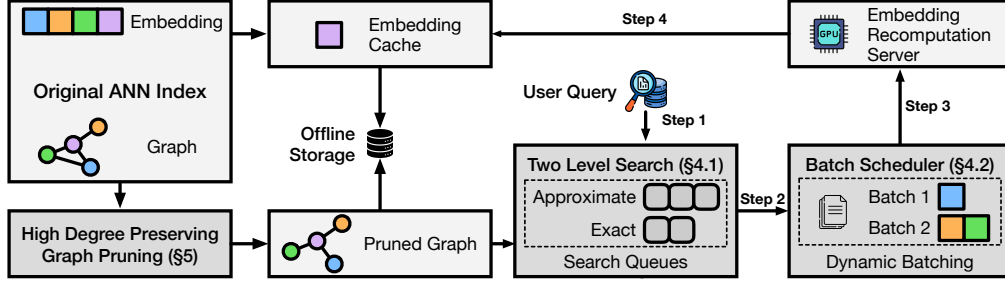 Embedding
Original ANN Index
Graph
High Degree Preserving
Graph Pruning (§5)
Embedding
Cache
Offline
Storage
Pruned Graph
User Query
Step 1
Two Level Search (§4.1)
Approximate
Exact
Search Queues
Step 2
Batch Scheduler (§4.2)
Batch 1
Batch 2
Dynamic Batching
Step 3
GPU
Embedding
Recomputation
Server
Step 4